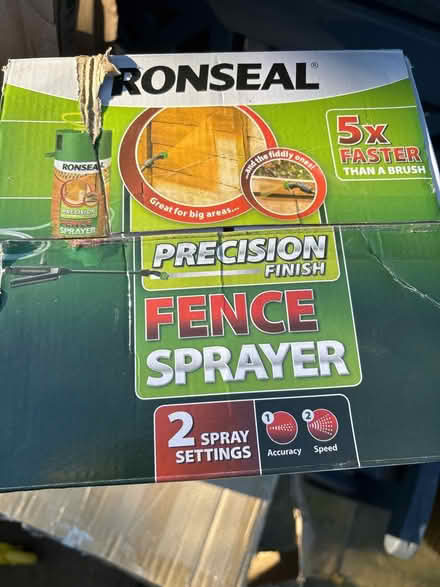 RONSEAL®
5x
FASTER
THAN A BRUSH
RONSEAL
PRECISION
SPRAYER
Great for big areas...
...and the fiddly ones!
PRECISION
FINISH
FENCE
SPRAYER
2 SPRAY
SETTINGS
1
Accuracy
2
Speed